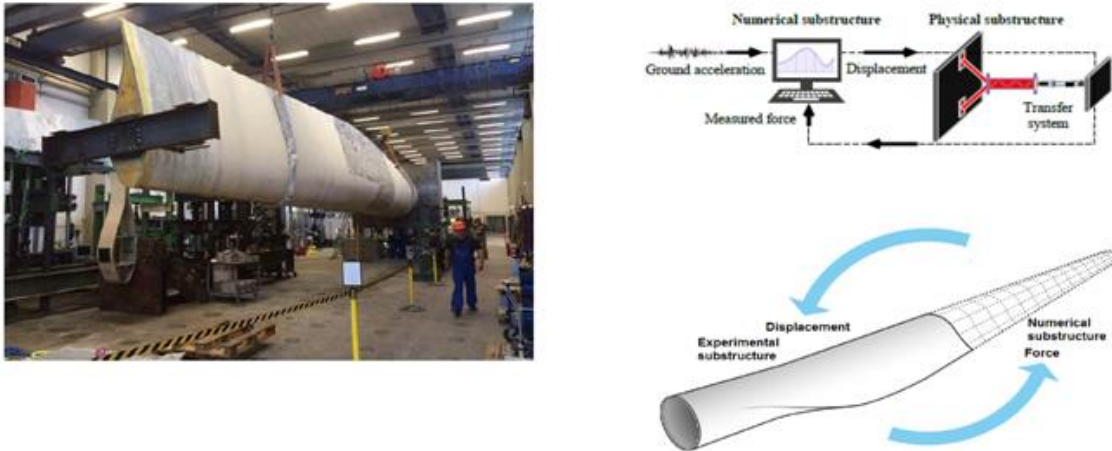 Numerical substructure
Physical substructure
Ground acceleration
Displacement
Measured force
Transfer
system
Displacement
Experimental
substructure
Numerical
substructure
Force